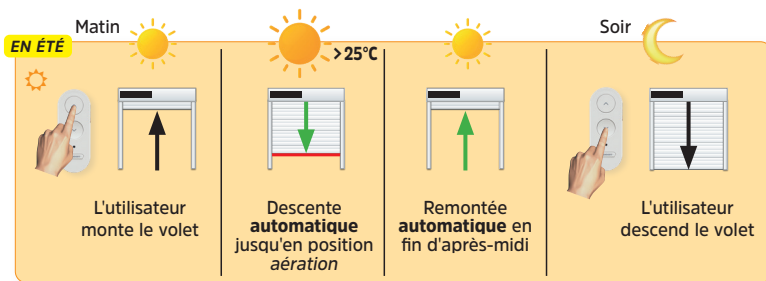 Matin
Soir
EN ÉTÉ
>25°C
L'utilisateur
monte le volet
Descente
automatique
jusqu'en position
aération
Remontée
automatique en
fin d'après-midi
L'utilisateur
descend le volet